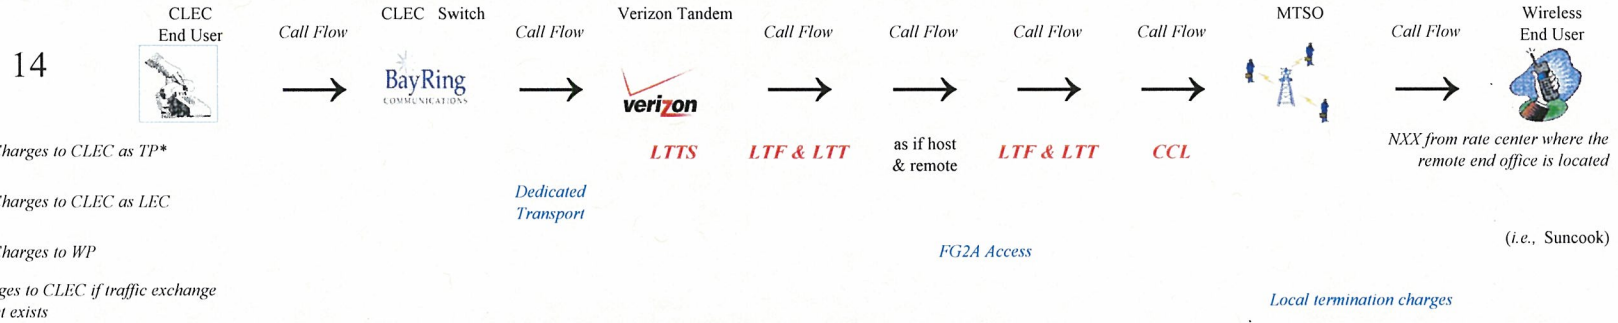 CLEC
End User
Call Flow
CLEC Switch
Call Flow
Verizon Tandem
Call Flow
Call Flow
Call Flow
Call Flow
MTSO
Call Flow
Wireless
End User
14
BayRing
COMMUNICATIONS
verizon
Charges to CLEC as TP*
LTTS
LTF & LTT
as if host
& remote
LTF & LTT
CCL
NXX from rate center where the
remote end office is located
Charges to CLEC as LEC
Dedicated
Transport
Charges to WP
FG2A Access
(i.e., Suncook)
ges to CLEC if traffic exchange
t exists
Local termination charges